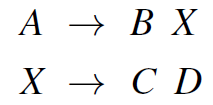 A → B X
X → C D